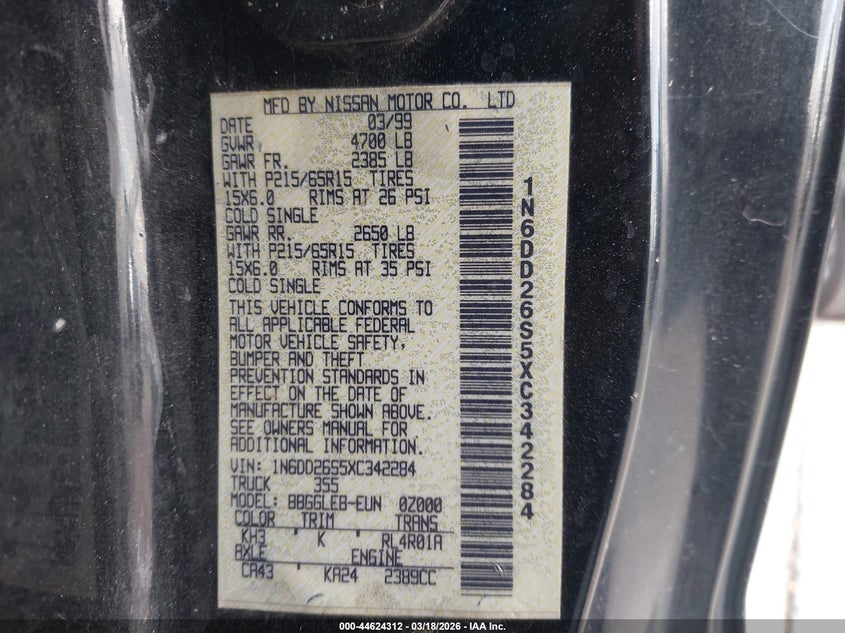 MFD BY NISSAN MOTOR CO. LTD
DATE 03/99
GVWR 4700 LB
GAWR FR. 2385 LB
WITH P215/65R15 TIRES
15X6.0 RIMS AT 26 PSI
COLD SINGLE
GAWR RR. 2650 LB
WITH P215/65R15 TIRES
15X6.0 RIMS AT 35 PSI
COLD SINGLE
THIS VEHICLE CONFORMS TO
ALL APPLICABLE FEDERAL
MOTOR VEHICLE SAFETY,
BUMPER AND THEFT
PREVENTION STANDARDS IN
EFFECT ON THE DATE OF
MANUFACTURE SHOWN ABOVE.
SEE OWNERS MANUAL FOR
ADDITIONAL INFORMATION.
VIN: 1N6DD26S5XC342284
TRUCK 355
MODEL: BBGGLEB-EUN 0Z000
COLOR TRIM TRANS
KH3 K RL4R01A
AXLE ENGINE
CA43 KA24 2389CC
1N6DD26S5XC342284
000-44624312 - 03/18/2026 - IAA Inc.